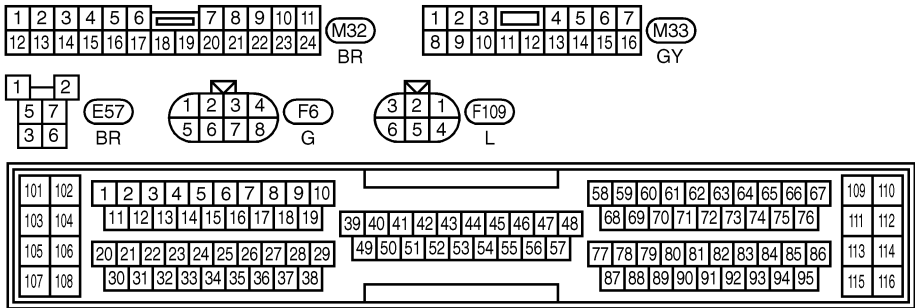 1 2 3 4 5 6 7 8 9 10 11 M32
12 13 14 15 16 17 18 19 20 21 22 23 24
BR
1 2 3 4 5 6 7 M33
8 9 10 11 12 13 14 15 16
GY
1 2
5 7
3 6
E57
BR
1 2 3 4
5 6 7 8
F6
G
3 2 1
6 5 4
F109
L
101 102
103 104
105 106
107 108
1 2 3 4 5 6 7 8 9 10
11 12 13 14 15 16 17 18 19
20 21 22 23 24 25 26 27 28 29
30 31 32 33 34 35 36 37 38
39 40 41 42 43 44 45 46 47 48
49 50 51 52 53 54 55 56 57
58 59 60 61 62 63 64 65 66 67
68 69 70 71 72 73 74 75 76
77 78 79 80 81 82 83 84 85 86
87 88 89 90 91 92 93 94 95
109 110
111 112
113 114
115 116